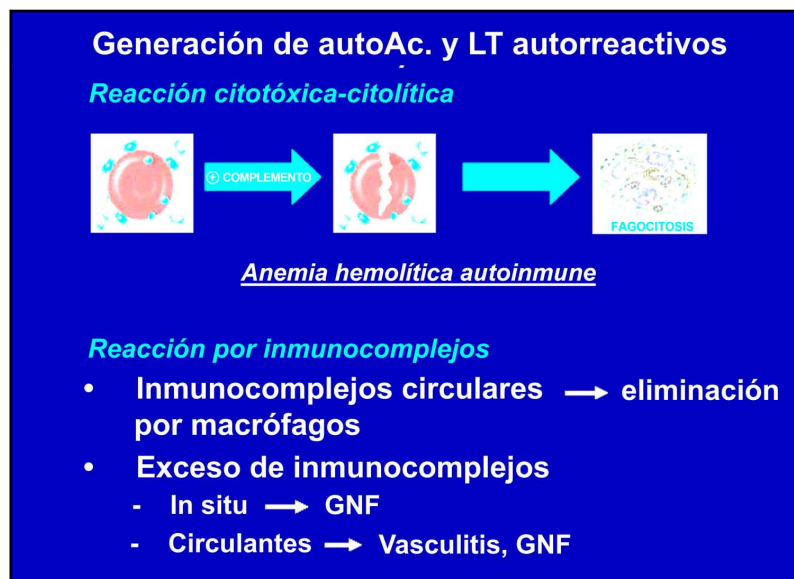 Generación de autoAc. y LT autorreactivos
Reacción citotóxica-citolítica
+ COMPLEMENTO
FAGOCITOSIS
Anemia hemolítica autoinmune
Reacción por inmunocomplejos
• Inmunocomplejos circulares → eliminación
por macrófagos
• Exceso de inmunocomplejos
- In situ → GNF
- Circulantes → Vasculitis, GNF